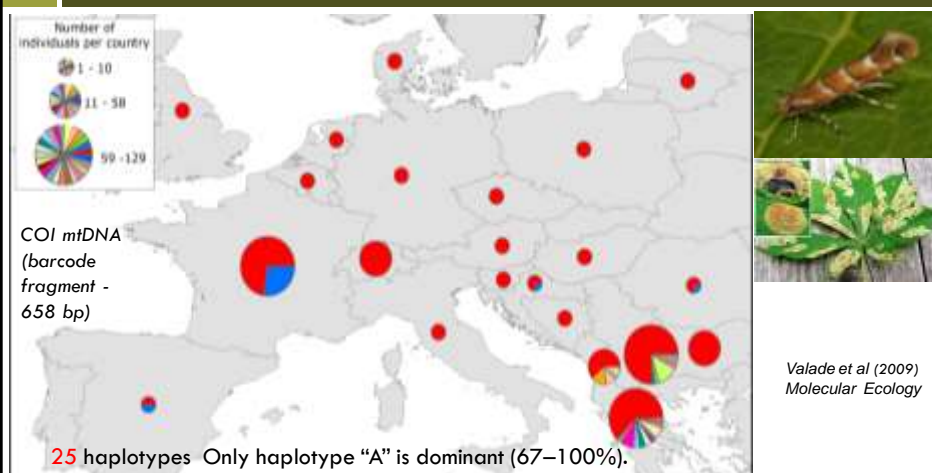 Number of
individuals per country
1 - 10
11 - 58
59 -129
COI mtDNA
(barcode
fragment -
658 bp)
Valade et al (2009)
Molecular Ecology
25 haplotypes Only haplotype “A” is dominant (67–100%).